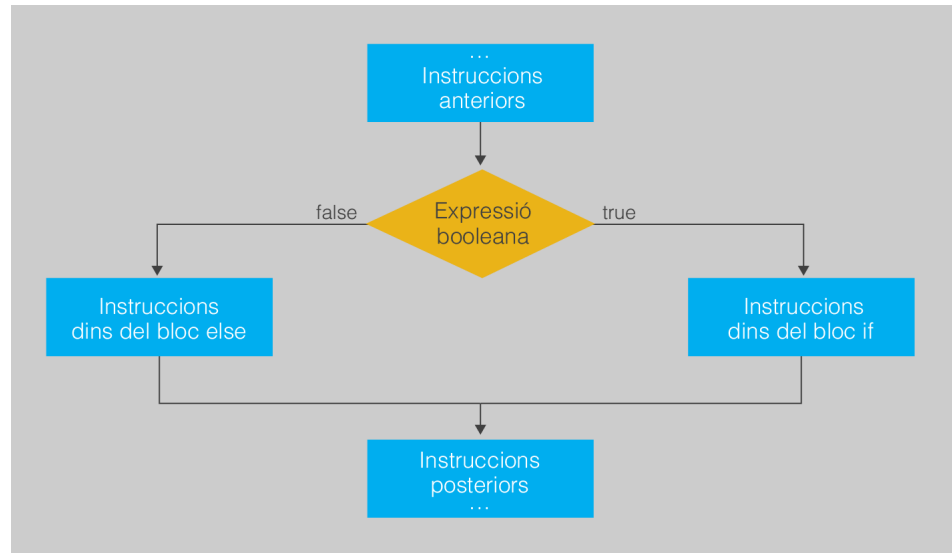 ...
Instruccions
anteriors
false
Expressió
booleana
true
Instruccions
dins del bloc else
Instruccions
dins del bloc if
Instruccions
posteriors
...